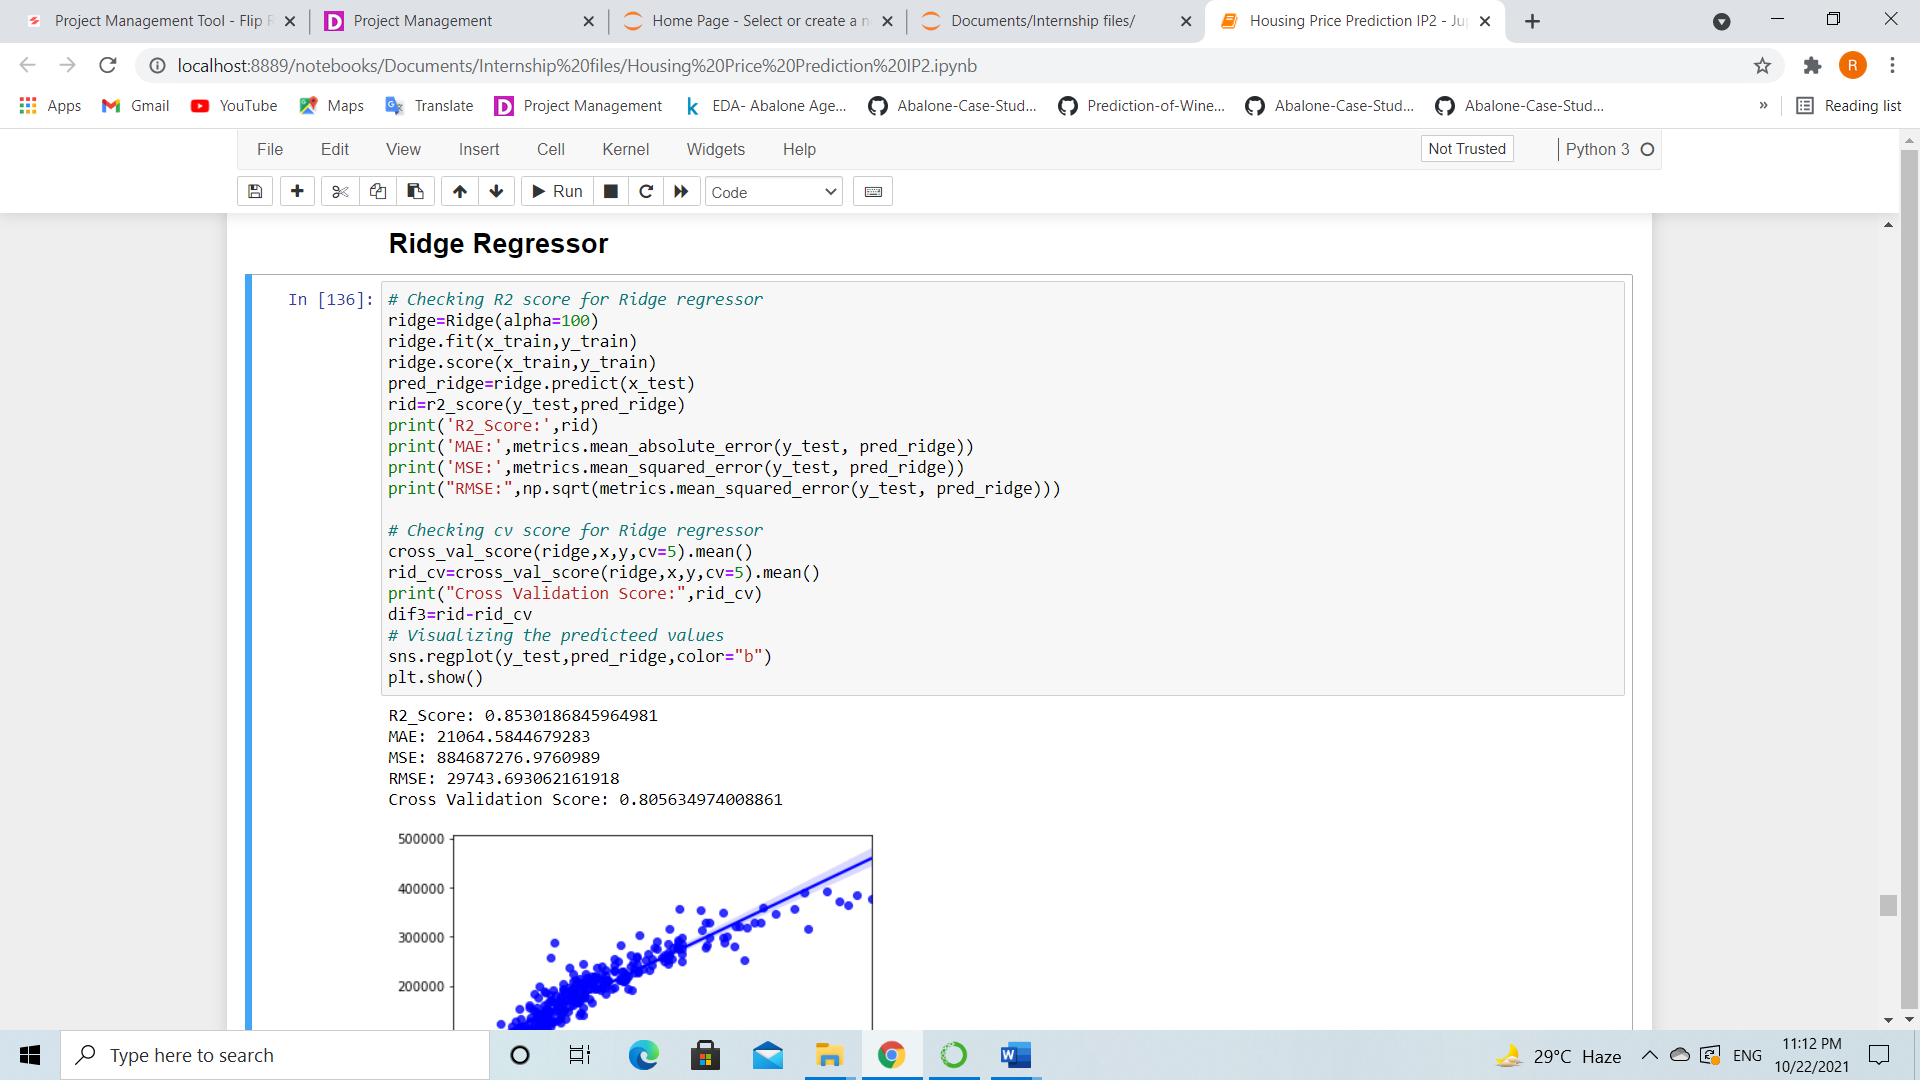 Project Management Tool - Flip R
Project Management
Home Page - Select or create a n
Documents/Internship files/
Housing Price Prediction IP2 - Ju
localhost:8889/notebooks/Documents/Internship%20files/Housing%20Price%20Prediction%20IP2.ipynb
R
Apps
Gmail
YouTube
Maps
Translate
Project Management
EDA- Abalone Age...
Abalone-Case-Stud...
Prediction-of-Wine...
Abalone-Case-Stud...
Abalone-Case-Stud...
»
Reading list
File Edit View Insert Cell Kernel Widgets Help
Not Trusted
Python 3
Run
Code
Ridge Regressor
In [136]:
# Checking R2 score for Ridge regressor
ridge=Ridge(alpha=100)
ridge.fit(x_train,y_train)
ridge.score(x_train,y_train)
pred_ridge=ridge.predict(x_test)
rid=r2_score(y_test,pred_ridge)
print('R2_Score:',rid)
print('MAE:',metrics.mean_absolute_error(y_test, pred_ridge))
print('MSE:',metrics.mean_squared_error(y_test, pred_ridge))
print("RMSE:",np.sqrt(metrics.mean_squared_error(y_test, pred_ridge)))
# Checking cv score for Ridge regressor
cross_val_score(ridge,x,y,cv=5).mean()
rid_cv=cross_val_score(ridge,x,y,cv=5).mean()
print("Cross Validation Score:",rid_cv)
dif3=rid-rid_cv
# Visualizing the predicteed values
sns.regplot(y_test,pred_ridge,color="b")
plt.show()
R2_Score: 0.8530186845964981
MAE: 21064.5844679283
MSE: 884687276.9760989
RMSE: 29743.693062161918
Cross Validation Score: 0.805634974008861
500000
400000
300000
200000
Type here to search
29°C Haze
ENG
11:12 PM
10/22/2021